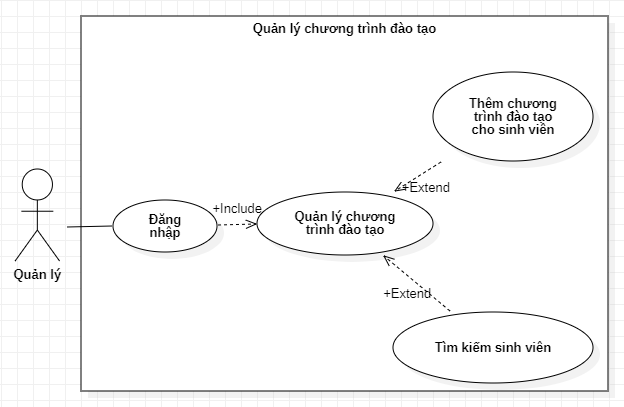 Quản lý chương trình đào tạo
Thêm chương
trình đào tạo
cho sinh viên
+Extend
+Include
Đăng
nhập
Quản lý chương
trình đào tạo
Quản lý
+Extend
Tìm kiếm sinh viên